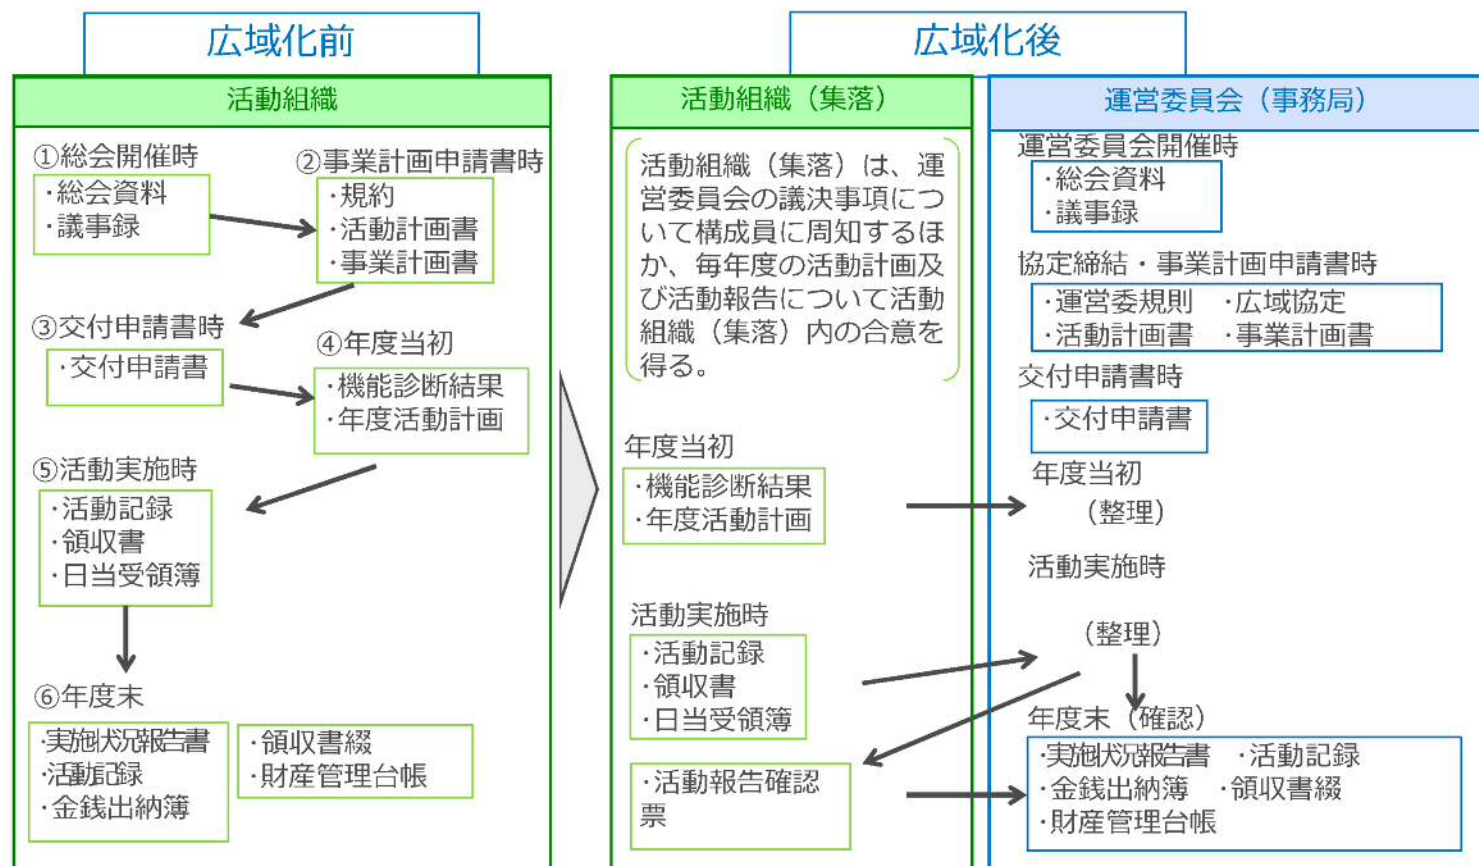 広域化前
活動組織
①総会開催時
・総会資料
・議事録
②事業計画申請書時
・規約
・活動計画書
・事業計画書
③交付申請書時
・交付申請書
④年度当初
・機能診断結果
・年度活動計画
⑤活動実施時
・活動記録
・領収書
・日当受領簿
⑥年度末
・実施状況報告書
・活動記録
・金銭出納簿
・領収書綴
・財産管理台帳
広域化後
活動組織（集落）
活動組織（集落）は、運
営委員会の議決事項につ
いて構成員に周知するほ
か、毎年度の活動計画及
び活動報告について活動
組織（集落）内の合意を
得る。
年度当初
・機能診断結果
・年度活動計画
活動実施時
・活動記録
・領収書
・日当受領簿
・活動報告確認
票
運営委員会（事務局）
運営委員会開催時
・総会資料
・議事録
協定締結・事業計画申請書時
・運営委規則　・広域協定
・活動計画書　・事業計画書
交付申請書時
・交付申請書
年度当初
（整理）
活動実施時
（整理）
年度末（確認）
・実施状況報告書　・活動記録
・金銭出納簿　・領収書綴
・財産管理台帳